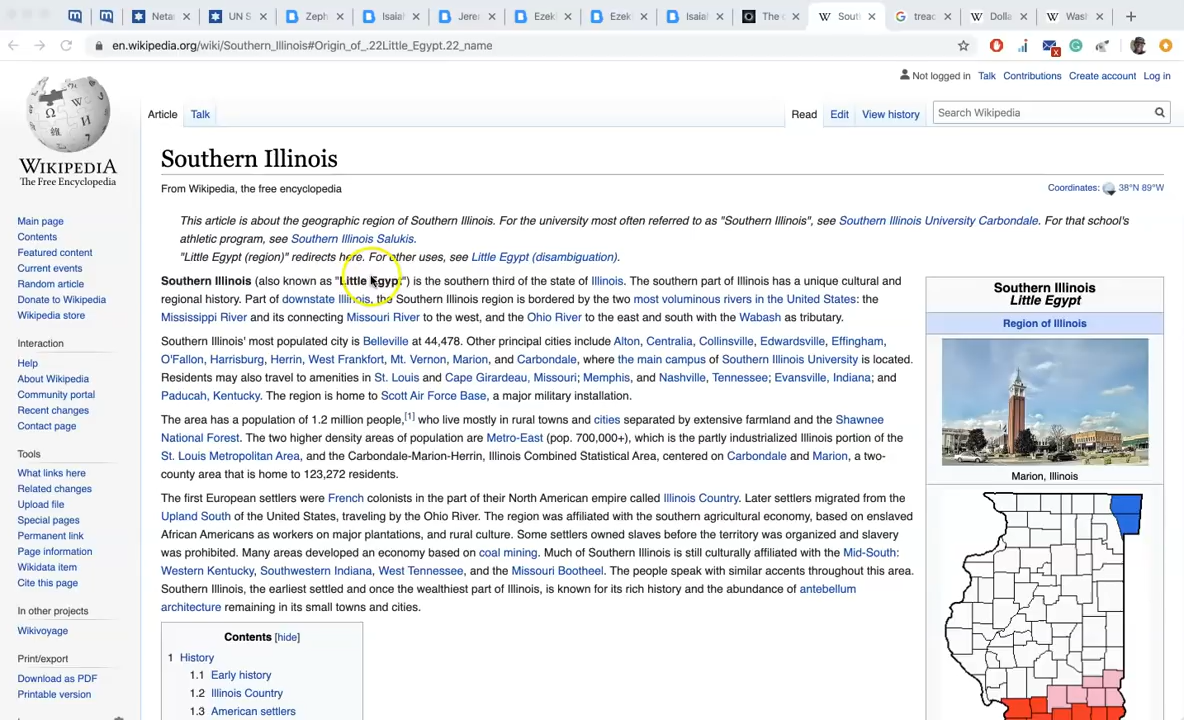 Netan
UN S
Zeph
Isaiah
Jerem
Ezeki
Ezeki
Isaiah
The c
South
tread
Dolla
Wash
en.wikipedia.org/wiki/Southern_Illinois#Origin_of_.22Little_Egypt.22_name
Not logged in Talk Contributions Create account Log in
Article Talk Read Edit View history Search Wikipedia
WIKIPEDIA
The Free Encyclopedia
Southern Illinois
From Wikipedia, the free encyclopedia
Coordinates: 38°N 89°W
This article is about the geographic region of Southern Illinois. For the university most often referred to as "Southern Illinois", see Southern Illinois University Carbondale. For that school's
athletic program, see Southern Illinois Salukis.
"Little Egypt (region)" redirects here. For other uses, see Little Egypt (disambiguation).
Southern Illinois (also known as "Little Egypt") is the southern third of the state of Illinois. The southern part of Illinois has a unique cultural and
regional history. Part of downstate Illinois, the Southern Illinois region is bordered by the two most voluminous rivers in the United States: the
Mississippi River and its connecting Missouri River to the west, and the Ohio River to the east and south with the Wabash as tributary.
Southern Illinois' most populated city is Belleville at 44,478. Other principal cities include Alton, Centralia, Collinsville, Edwardsville, Effingham,
O'Fallon, Harrisburg, Herrin, West Frankfort, Mt. Vernon, Marion, and Carbondale, where the main campus of Southern Illinois University is located.
Residents may also travel to amenities in St. Louis and Cape Girardeau, Missouri; Memphis, and Nashville, Tennessee; Evansville, Indiana; and
Paducah, Kentucky. The region is home to Scott Air Force Base, a major military installation.
The area has a population of 1.2 million people,[1] who live mostly in rural towns and cities separated by extensive farmland and the Shawnee
National Forest. The two higher density areas of population are Metro-East (pop. 700,000+), which is the partly industrialized Illinois portion of the
St. Louis Metropolitan Area, and the Carbondale-Marion-Herrin, Illinois Combined Statistical Area, centered on Carbondale and Marion, a two-
county area that is home to 123,272 residents.
The first European settlers were French colonists in the part of their North American empire called Illinois Country. Later settlers migrated from the
Upland South of the United States, traveling by the Ohio River. The region was affiliated with the southern agricultural economy, based on enslaved
African Americans as workers on major plantations, and rural culture. Some settlers owned slaves before the territory was organized and slavery
was prohibited. Many areas developed an economy based on coal mining. Much of Southern Illinois is still culturally affiliated with the Mid-South:
Western Kentucky, Southwestern Indiana, West Tennessee, and the Missouri Bootheel. The people speak with similar accents throughout this area.
Southern Illinois, the earliest settled and once the wealthiest part of Illinois, is known for its rich history and the abundance of antebellum
architecture remaining in its small towns and cities.
Contents [hide]
1 History
1.1 Early history
1.2 Illinois Country
1.3 American settlers
Southern Illinois
Little Egypt
Region of Illinois
Marion, Illinois
Main page
Contents
Featured content
Current events
Random article
Donate to Wikipedia
Wikipedia store
Interaction
Help
About Wikipedia
Community portal
Recent changes
Contact page
Tools
What links here
Related changes
Upload file
Special pages
Permanent link
Page information
Wikidata item
Cite this page
In other projects
Wikivoyage
Print/export
Download as PDF
Printable version